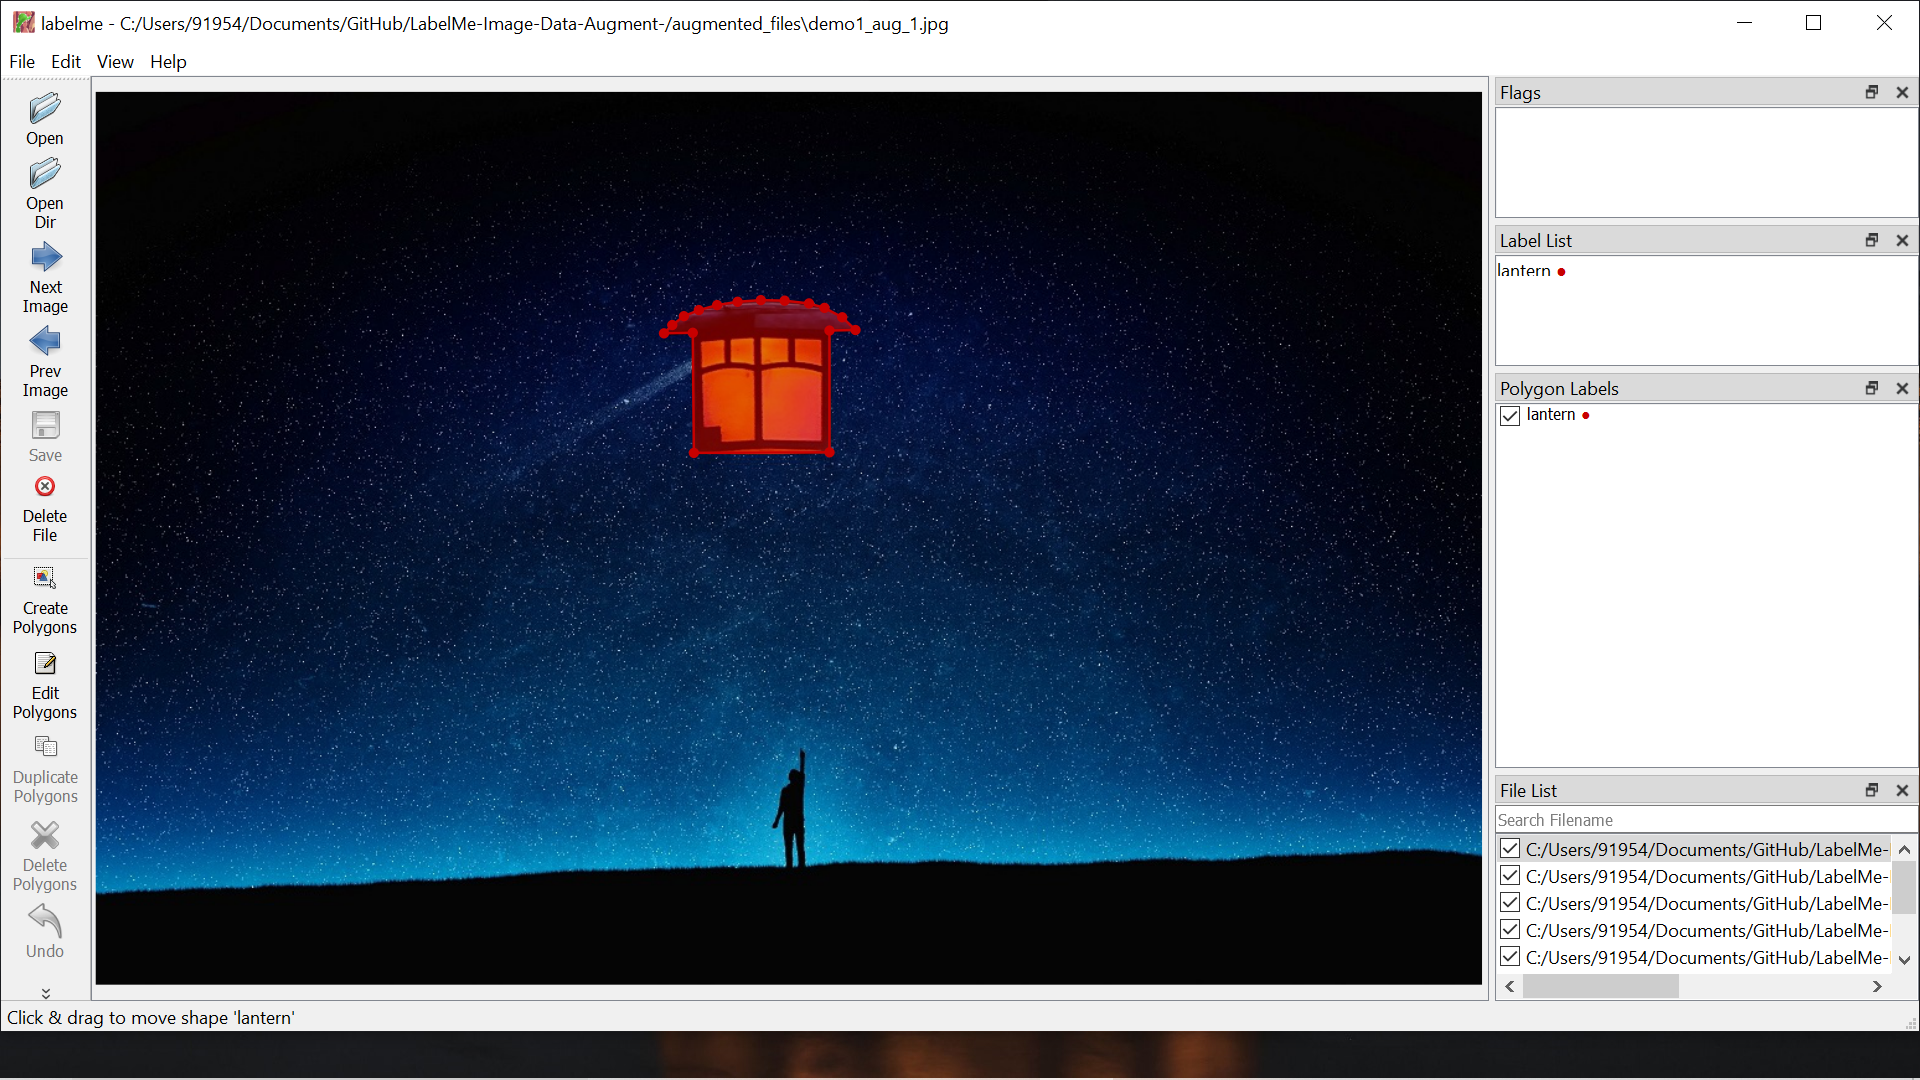 labelme - C:/Users/91954/Documents/GitHub/LabelMe-Image-Data-Augment-/augmented_files\demo1_aug_1.jpg
File Edit View Help
Open
Open
Dir
Next
Image
Prev
Image
Save
Delete
File
Create
Polygons
Edit
Polygons
Duplicate
Polygons
Delete
Polygons
Undo
Flags
Label List
lantern
Polygon Labels
lantern
File List
Search Filename
C:/Users/91954/Documents/GitHub/LabelMe-
C:/Users/91954/Documents/GitHub/LabelMe-
C:/Users/91954/Documents/GitHub/LabelMe-
C:/Users/91954/Documents/GitHub/LabelMe-
C:/Users/91954/Documents/GitHub/LabelMe-
Click & drag to move shape 'lantern'